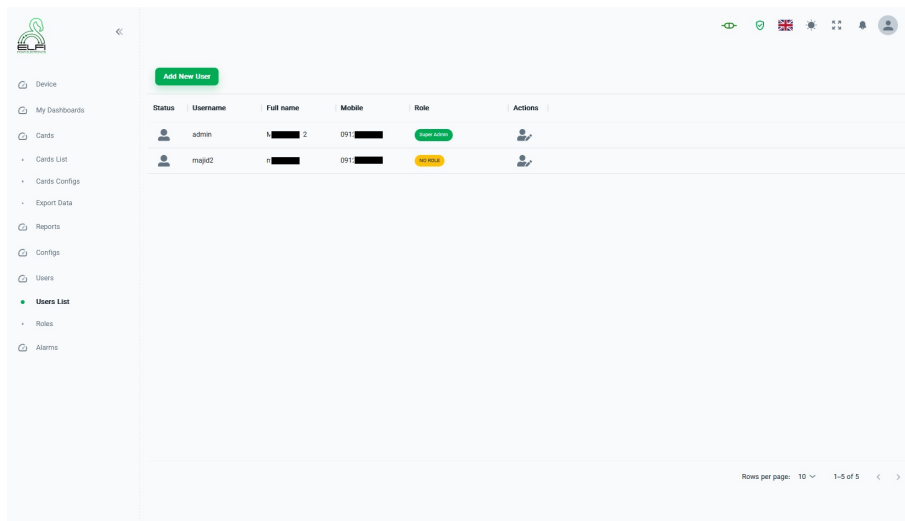 ELFI
Device
My Dashboards
Cards
Cards List
Cards Configs
Export Data
Reports
Configs
Users
Users List
Roles
Alarms
Add New User
Status Username Full name Mobile Role Actions
admin 2 091 Super Admin
majid2 091 NO ROLE
Rows per page: 10 1–5 of 5